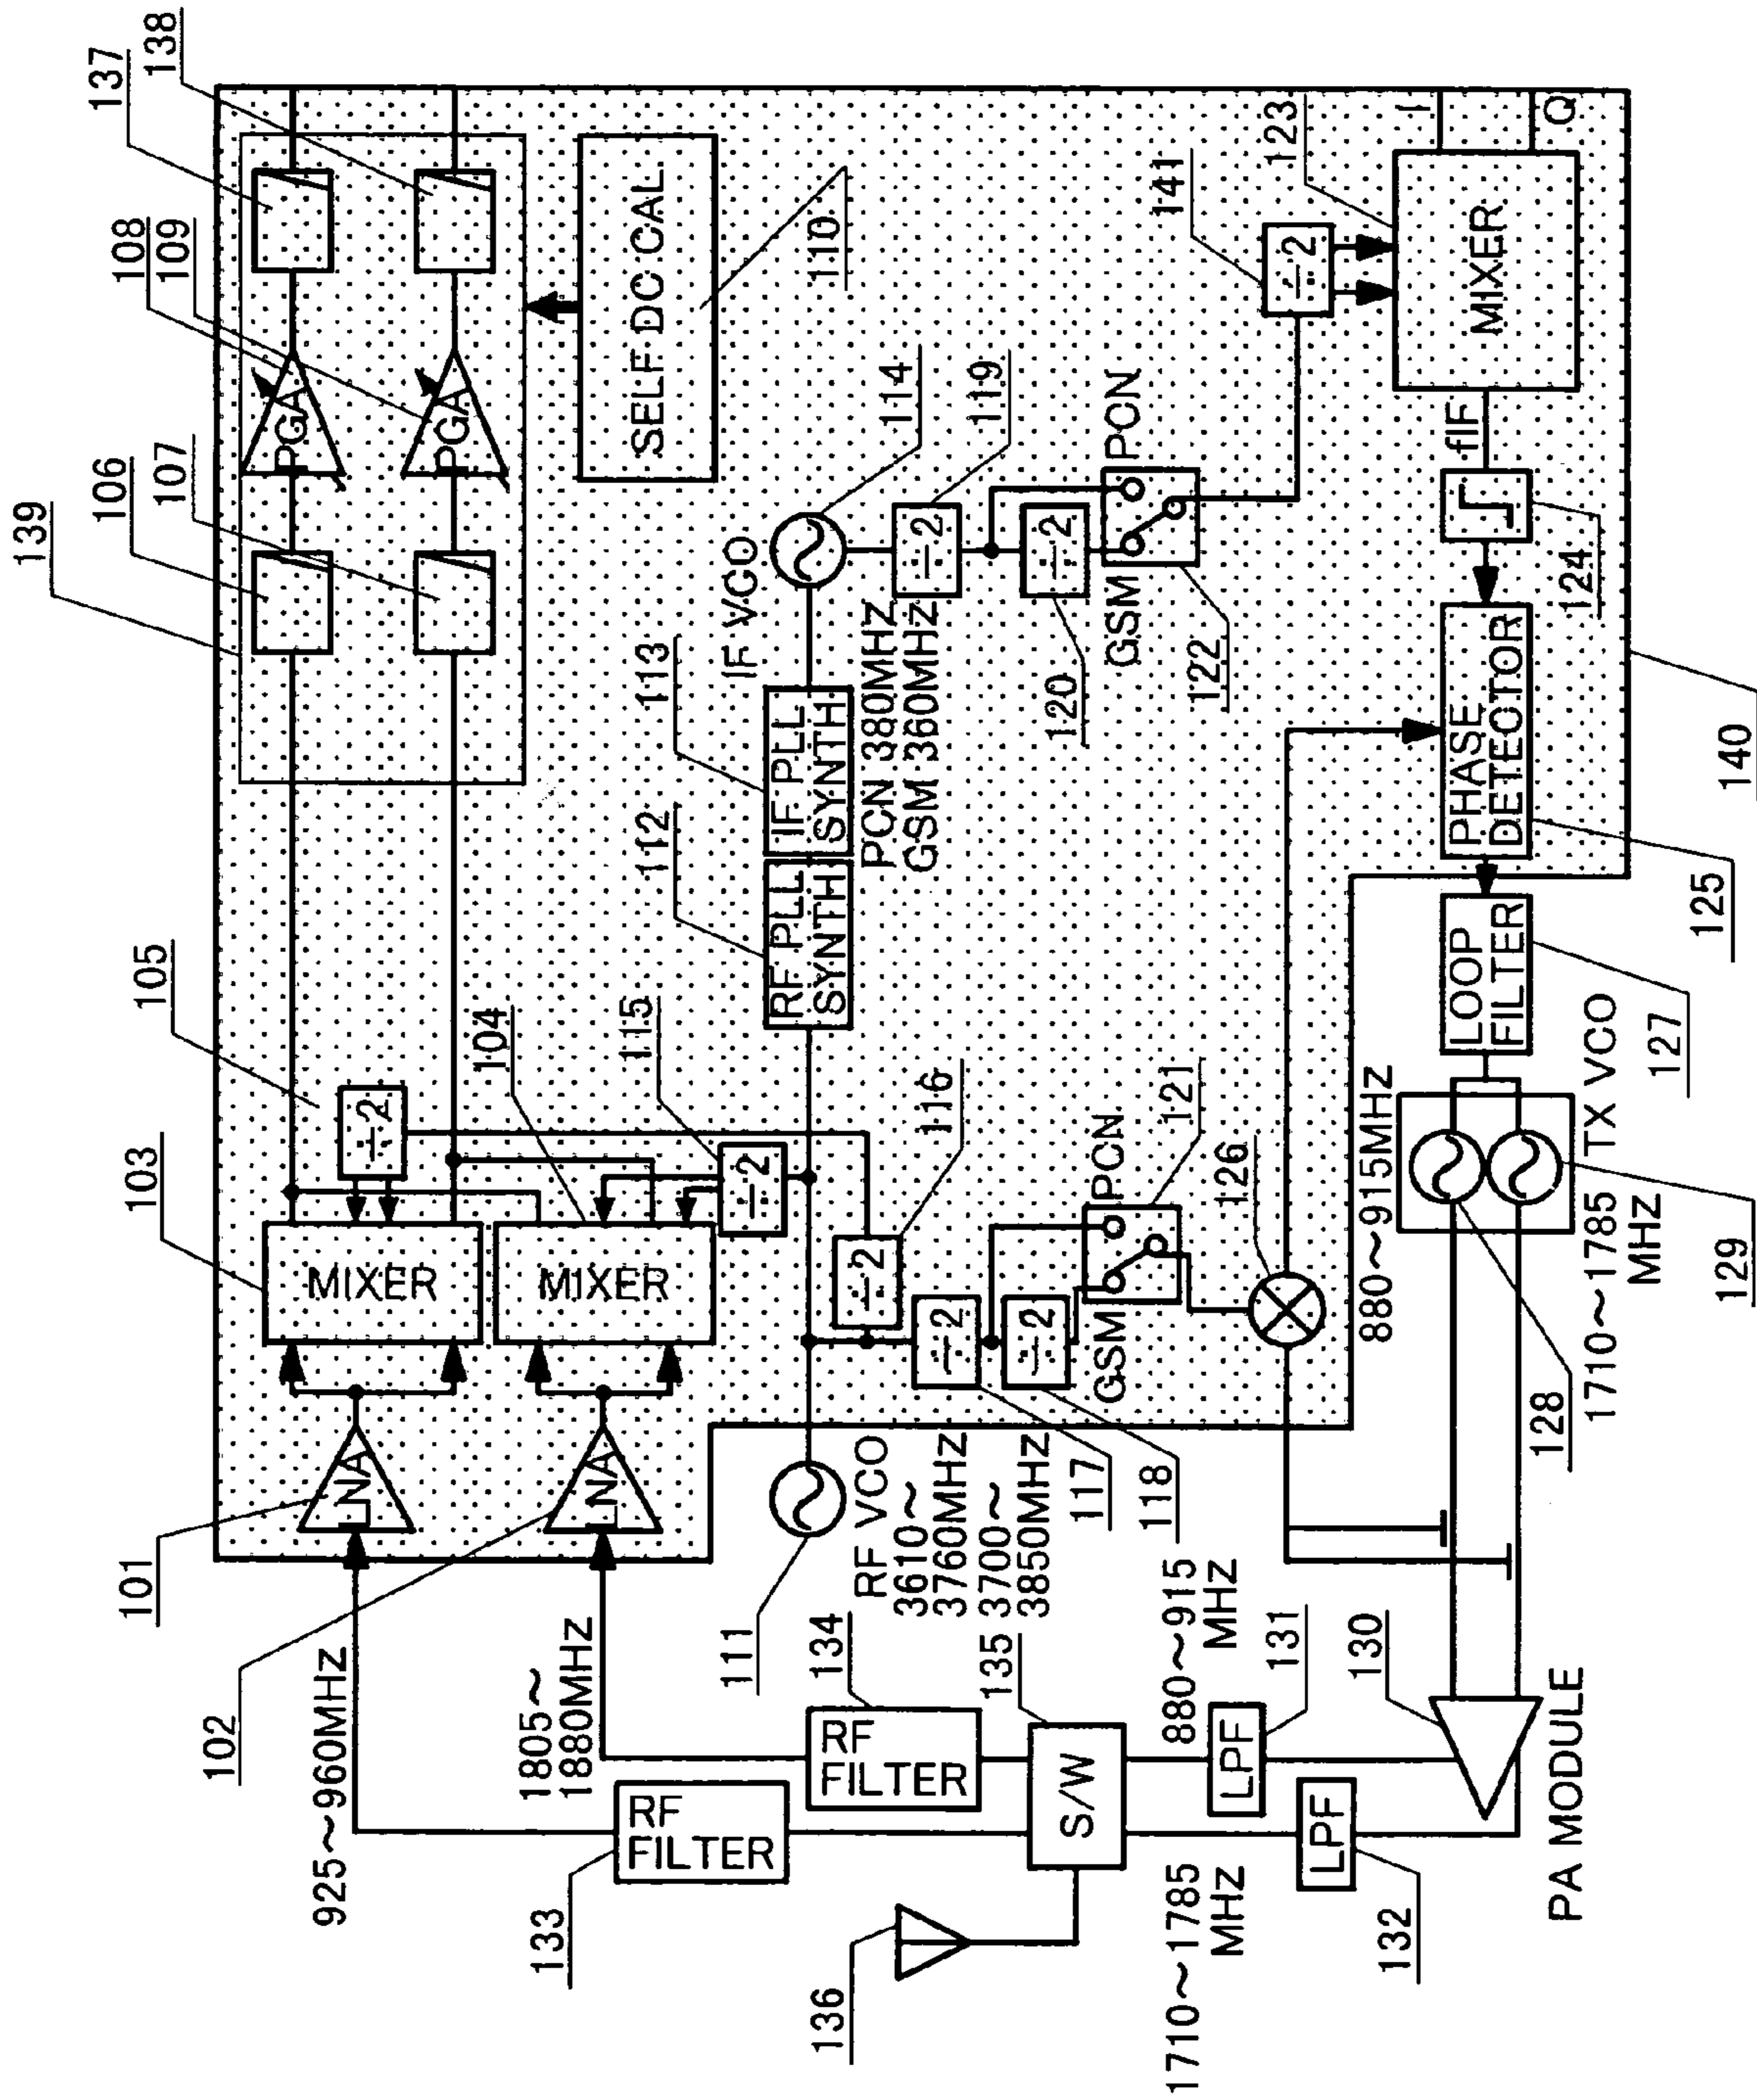 139
106
107
108
109
137
138
PGA
PGA
SELF DC CAL
110
105
103
÷2
MIXER
104
MIXER
115
÷2
101
LNA
102
LNA
925~960MHZ
1805~
1880MHZ
133
RF
FILTER
134
RF
FILTER
135
S/W
136
111
RF VCO
3610~
3760MHZ
3700~
3850MHZ
116
÷2
117
÷2
118
÷2
GSM
PCN
121
126
112
RF PLL
SYNTH
113
IF PLL
SYNTH
IF VCO
114
PCN 380MHZ
GSM 360MHZ
÷2
119
÷2
120
GSM
PCN
122
141
÷2
123
MIXER
I
Q
fIF
124
PHASE
DETECTOR
125
140
LOOP
FILTER
127
880~915MHZ
TX VCO
128
1710~1785
MHZ
129
880~915
MHZ
131
LPF
130
PA MODULE
1710~1785
MHZ
132
LPF